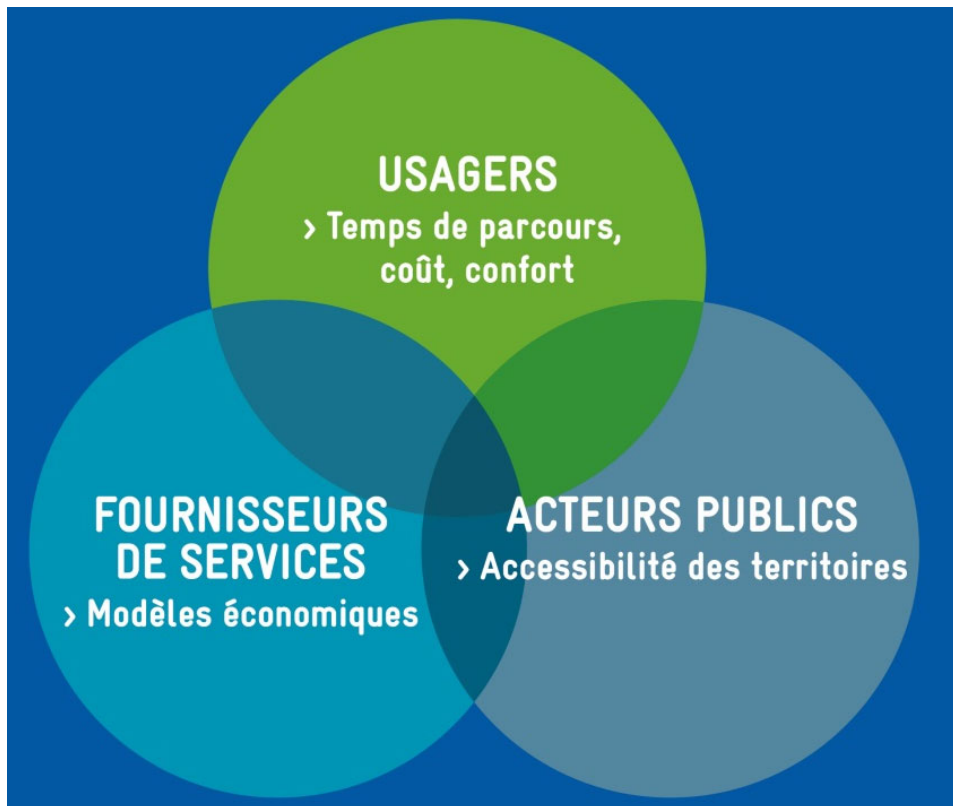 USAGERS
› Temps de parcours,
coût, confort
FOURNISSEURS
DE SERVICES
› Modèles économiques
ACTEURS PUBLICS
› Accessibilité des territoires